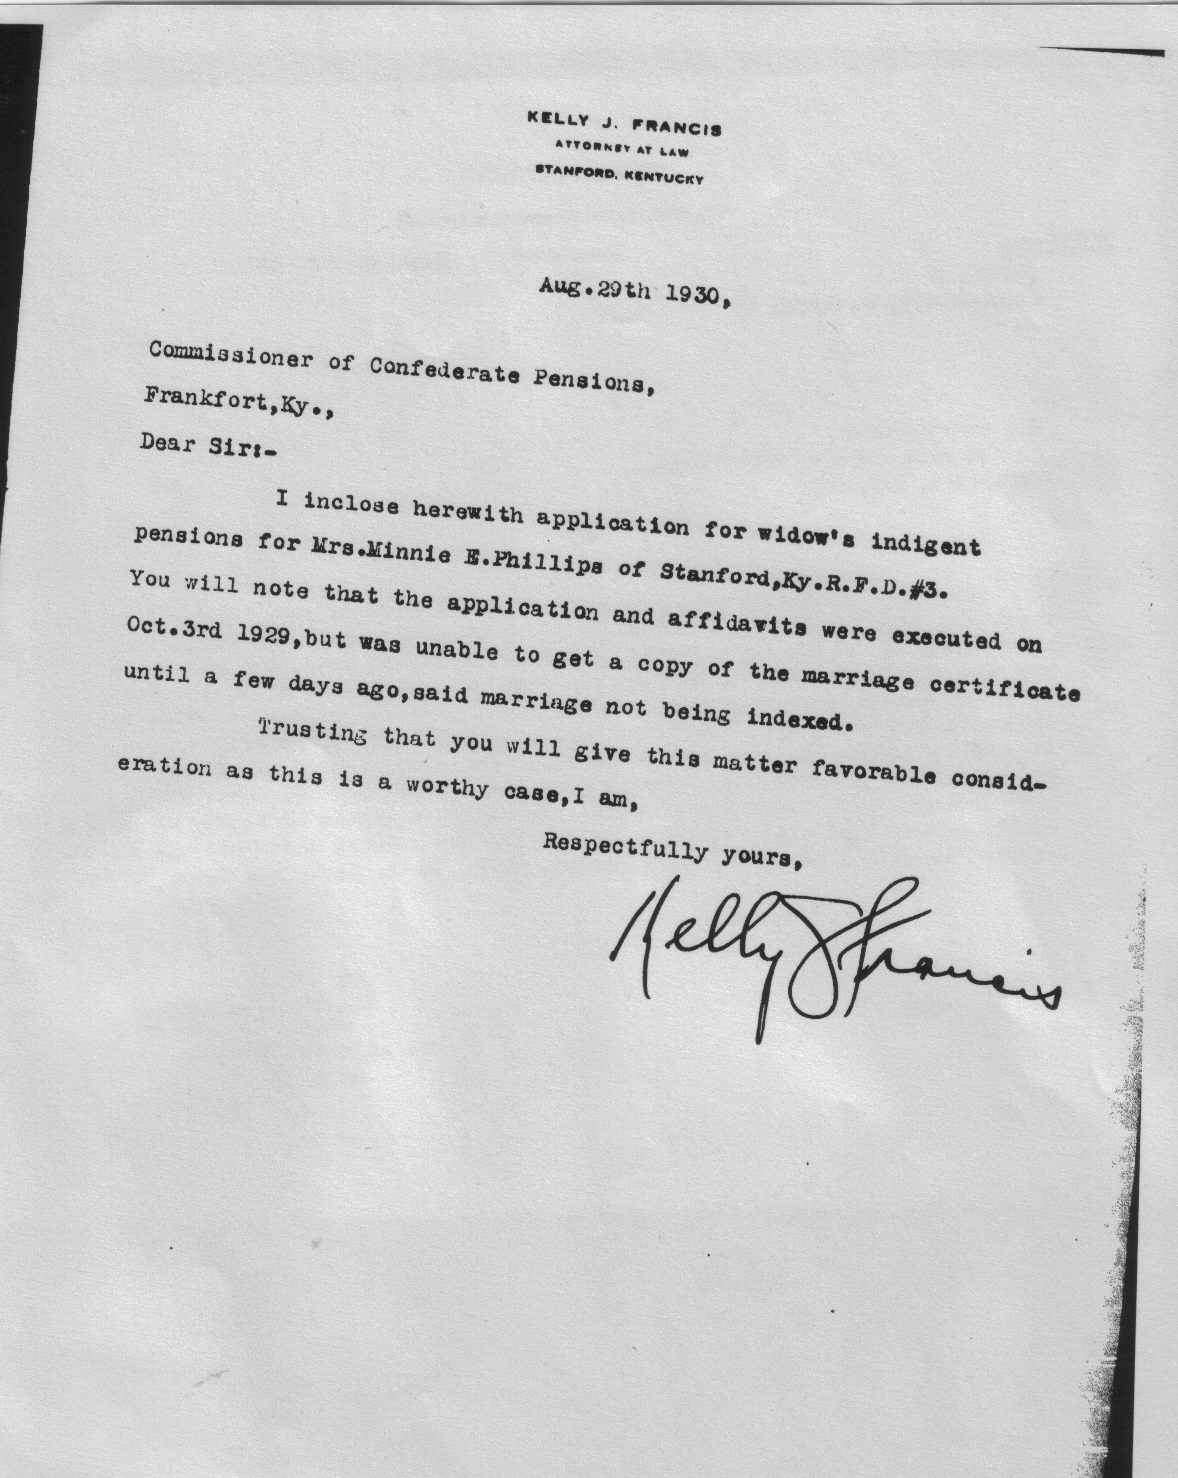 KELLY J. FRANCIS
ATTORNEY AT LAW
STANFORD, KENTUCKY
Aug.29th 1930,
Commissioner of Confederate Pensions,
Frankfort,Ky.,
Dear Sir:-
I inclose herewith application for widow's indigent
pensions for Mrs.Minnie E.Phillips of Stanford,Ky.R.F.D.#3.
You will note that the application and affidavits were executed on
Oct.3rd 1929,but was unable to get a copy of the marriage certificate
until a few days ago,said marriage not being indexed.
Trusting that you will give this matter favorable consid-
eration as this is a worthy case,I am,
Respectfully yours,
Kelly J Francis